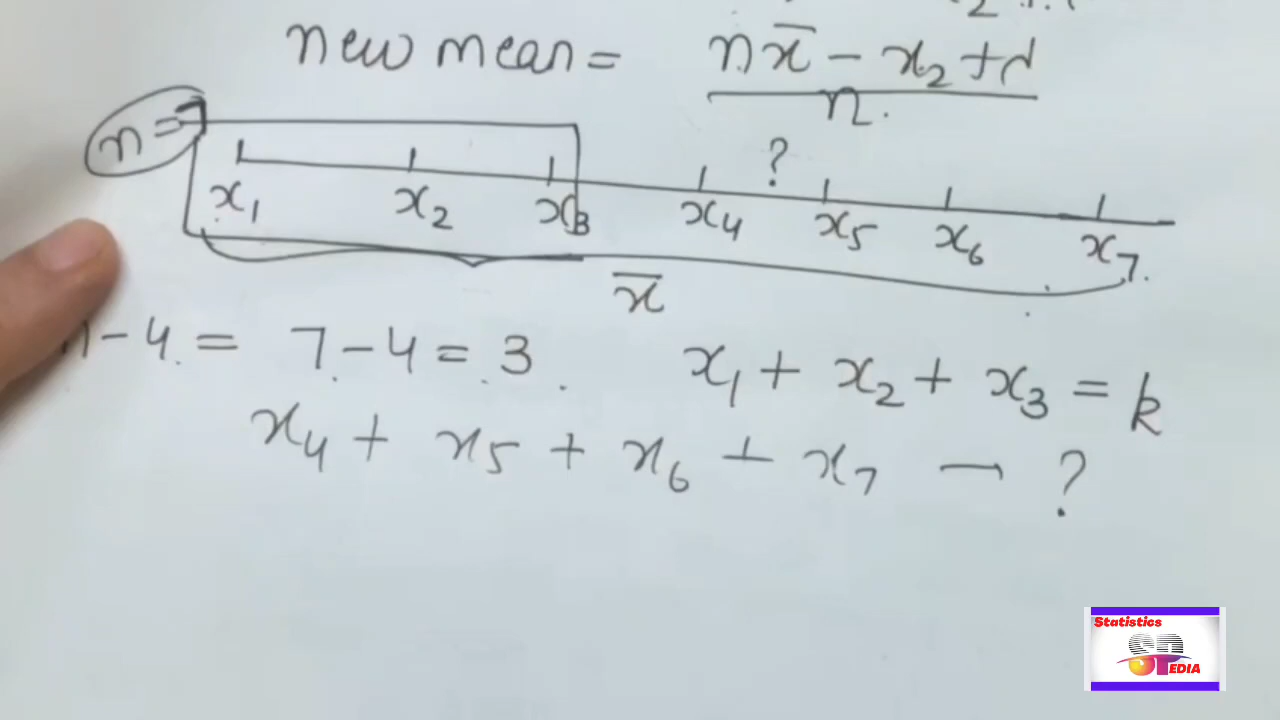 new mean = nx̄ - x₂ + λ
n.
n = 7
?
x₁ x₂ x₃ x₄ x₅ x₆ x₇.
x̄
-4. = 7-4 = 3. x₁ + x₂ + x₃ = k
x₄ + x₅ + x₆ + x₇ - ?
Statistics
PEDIA